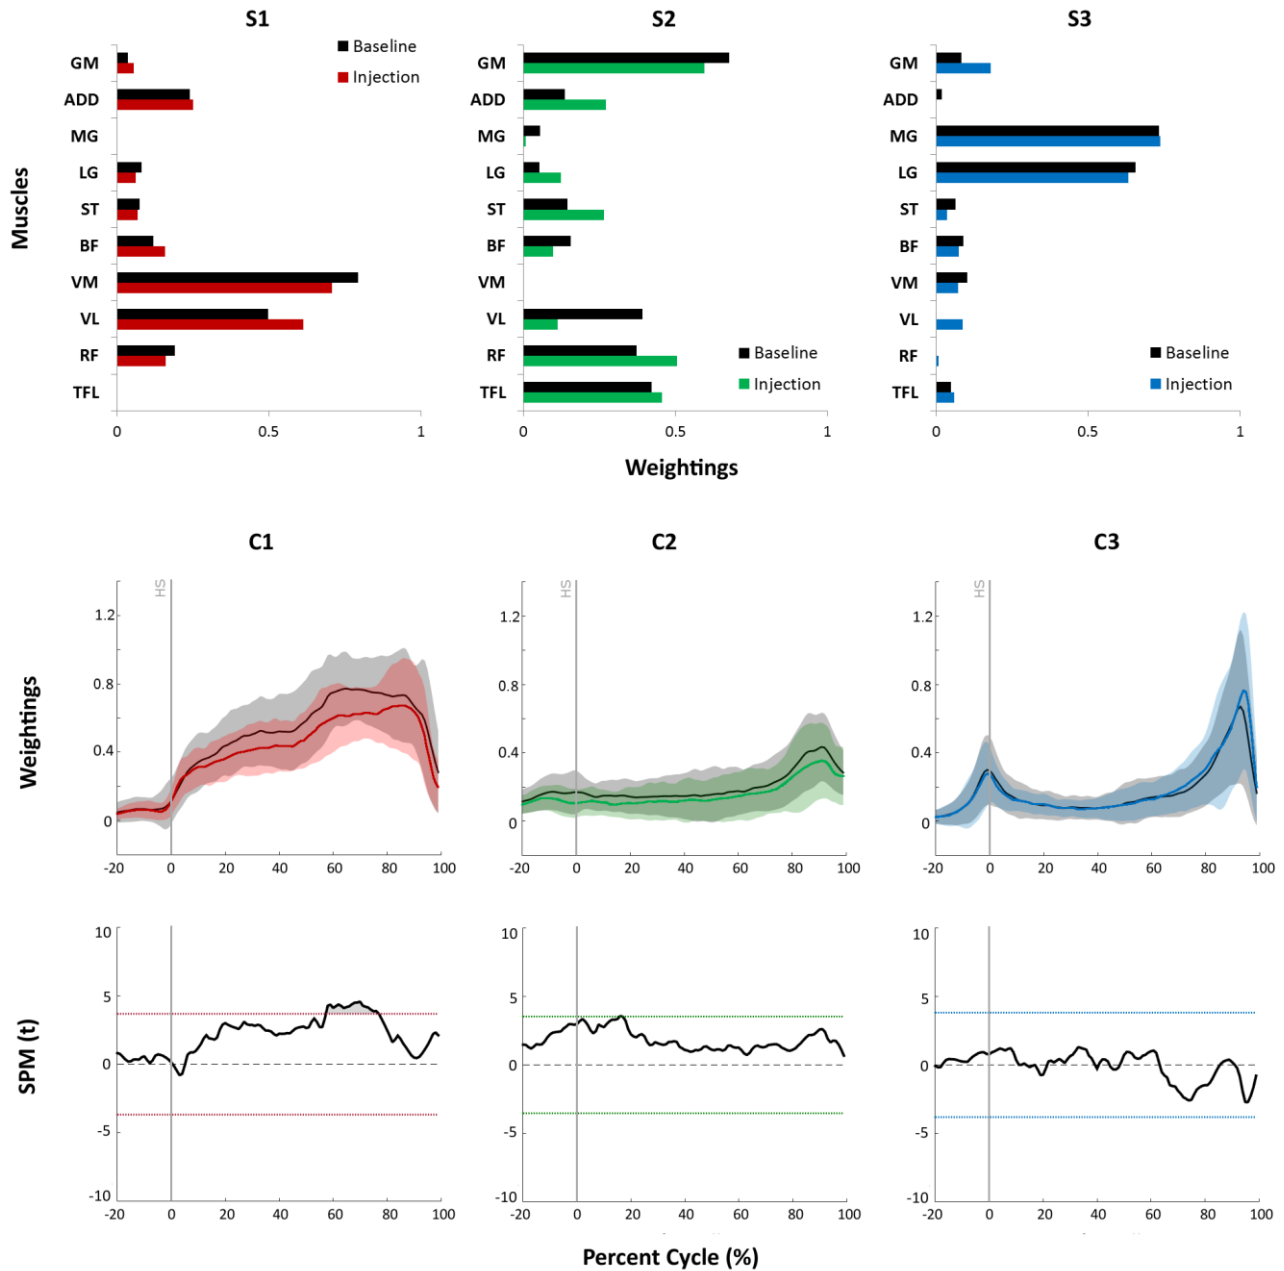 S1 S2 S3
Baseline
Injection
GM
ADD
MG
LG
ST
BF
VM
VL
RF
TFL
0 0.5 1
GM
ADD
MG
LG
ST
BF
VM
VL
RF
TFL
Baseline
Injection
0 0.5 1
GM
ADD
MG
LG
ST
BF
VM
VL
RF
TFL
Baseline
Injection
0 0.5 1
Muscles
Weightings
C1 C2 C3
Weightings
HS
1.2
0.8
0.4
0
-20 0 20 40 60 80 100
HS
1.2
0.8
0.4
0
-20 0 20 40 60 80 100
HS
1.2
0.8
0.4
0
-20 0 20 40 60 80 100
SPM (t)
10
5
0
-5
-10
-20 0 20 40 60 80 100
10
5
0
-5
-10
-20 0 20 40 60 80 100
10
5
0
-5
-10
-20 0 20 40 60 80 100
Percent Cycle (%)